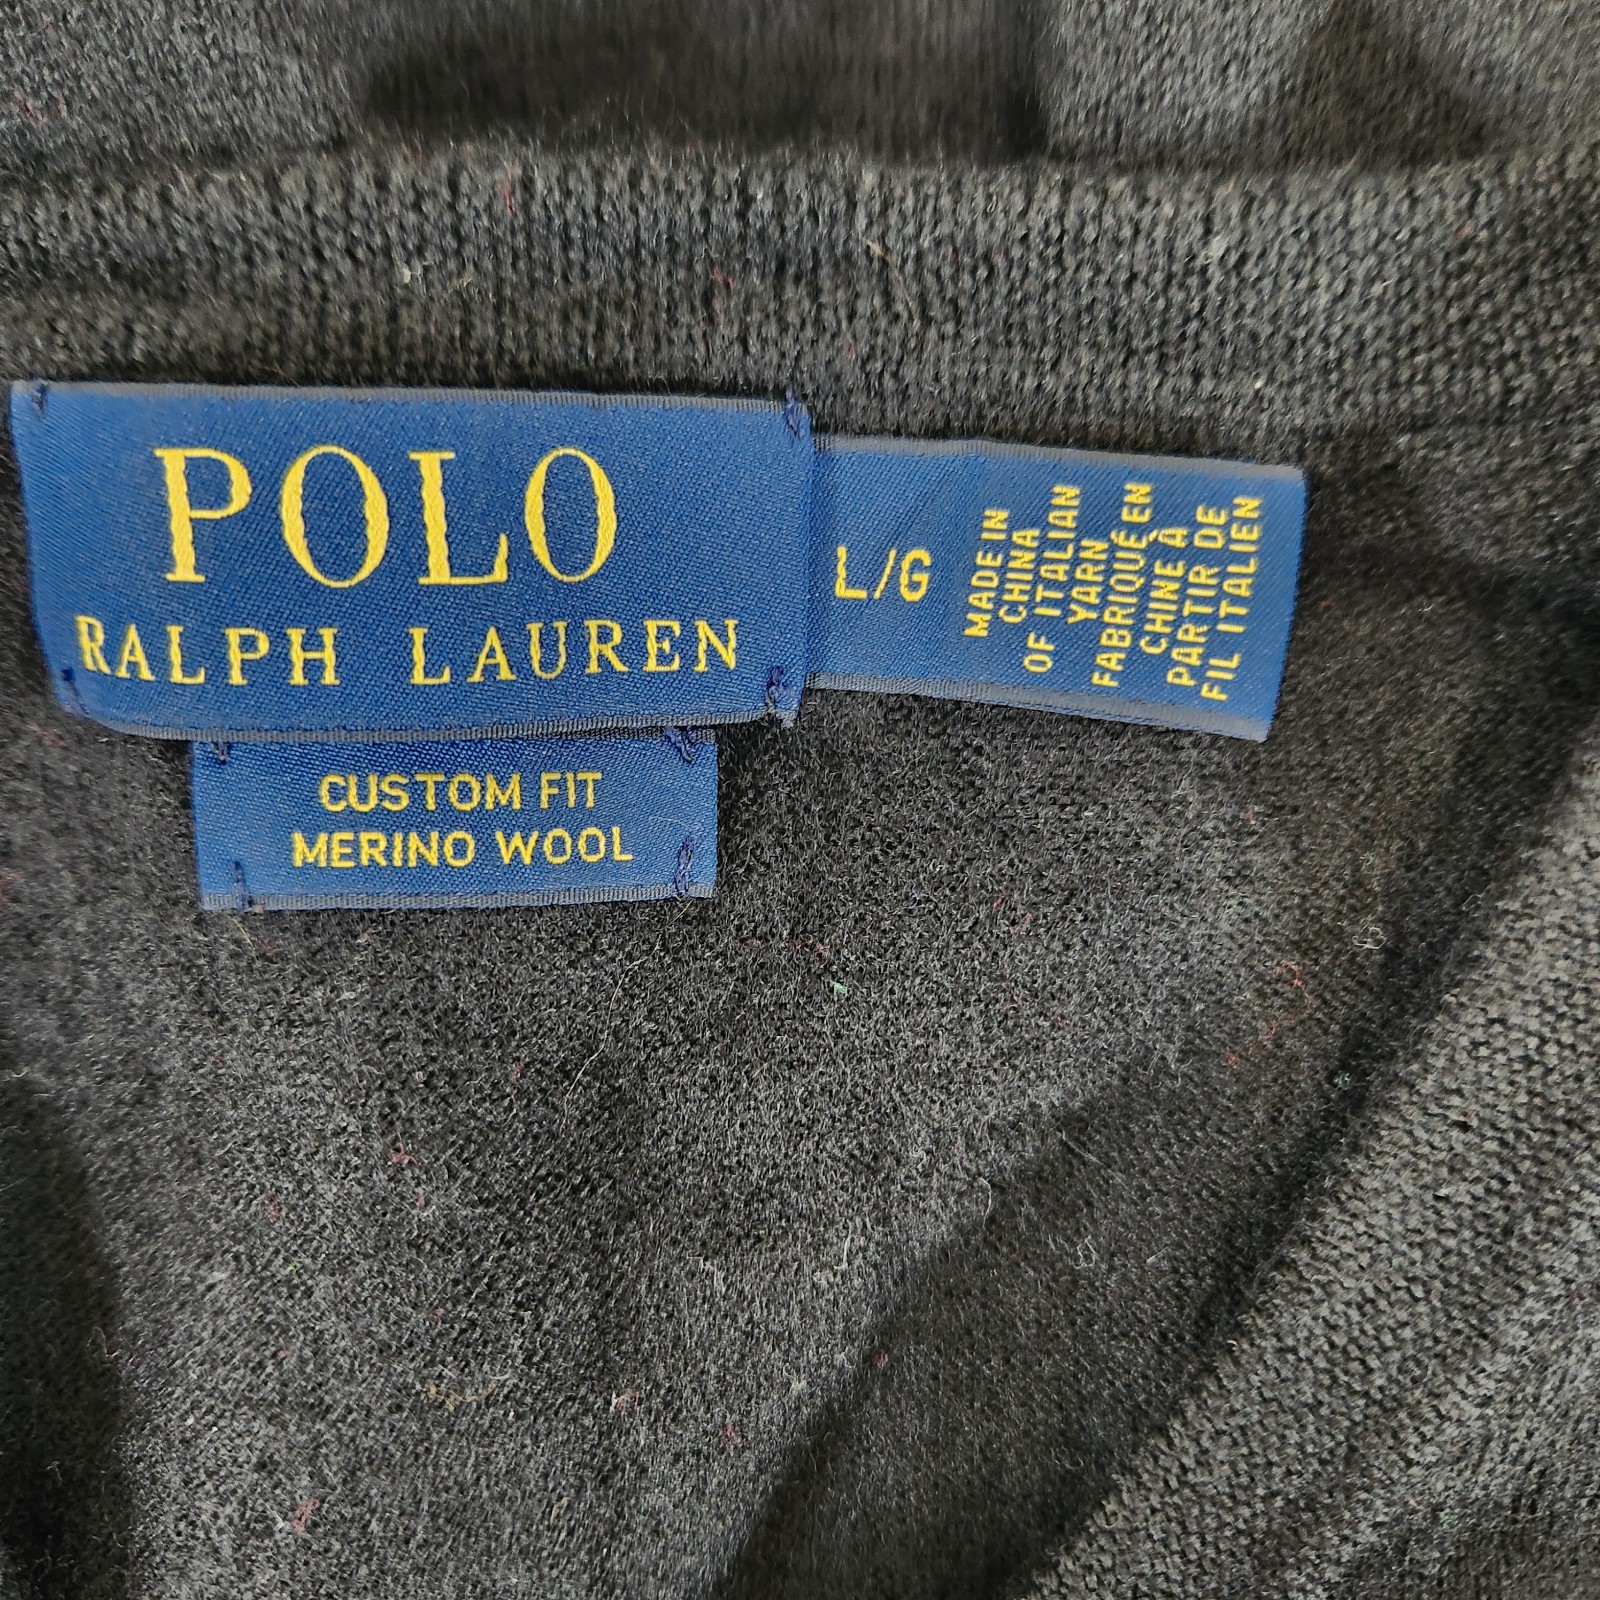 POLO
RALPH LAUREN
L/G
MADE IN
CHINA
OF ITALIAN
YARN
FABRIQUÉ EN
CHINE À
PARTIR DE
FIL ITALIEN
CUSTOM FIT
MERINO WOOL